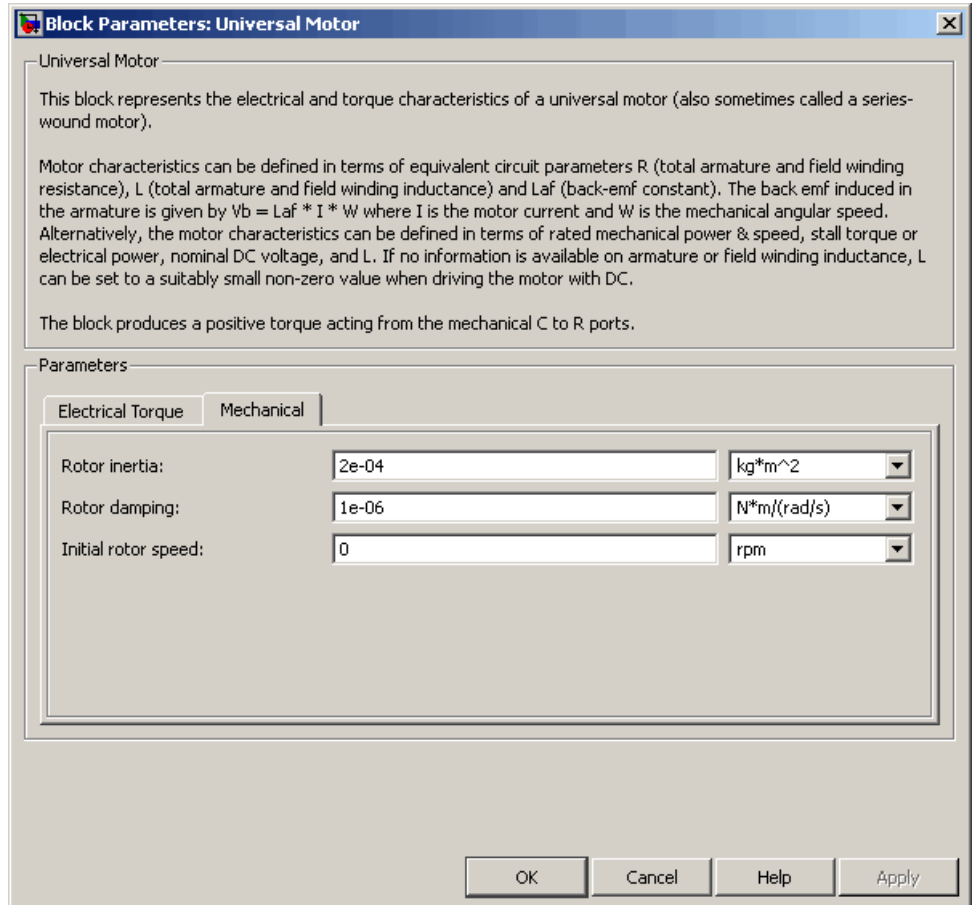 Block Parameters: Universal Motor
Universal Motor
This block represents the electrical and torque characteristics of a universal motor (also sometimes called a series-
wound motor).
Motor characteristics can be defined in terms of equivalent circuit parameters R (total armature and field winding
resistance), L (total armature and field winding inductance) and Laf (back-emf constant). The back emf induced in
the armature is given by Vb = Laf * I * W where I is the motor current and W is the mechanical angular speed.
Alternatively, the motor characteristics can be defined in terms of rated mechanical power & speed, stall torque or
electrical power, nominal DC voltage, and L. If no information is available on armature or field winding inductance, L
can be set to a suitably small non-zero value when driving the motor with DC.
The block produces a positive torque acting from the mechanical C to R ports.
Parameters
Electrical Torque Mechanical
Rotor inertia: 2e-04 kg*m^2
Rotor damping: 1e-06 N*m/(rad/s)
Initial rotor speed: 0 rpm
OK Cancel Help Apply